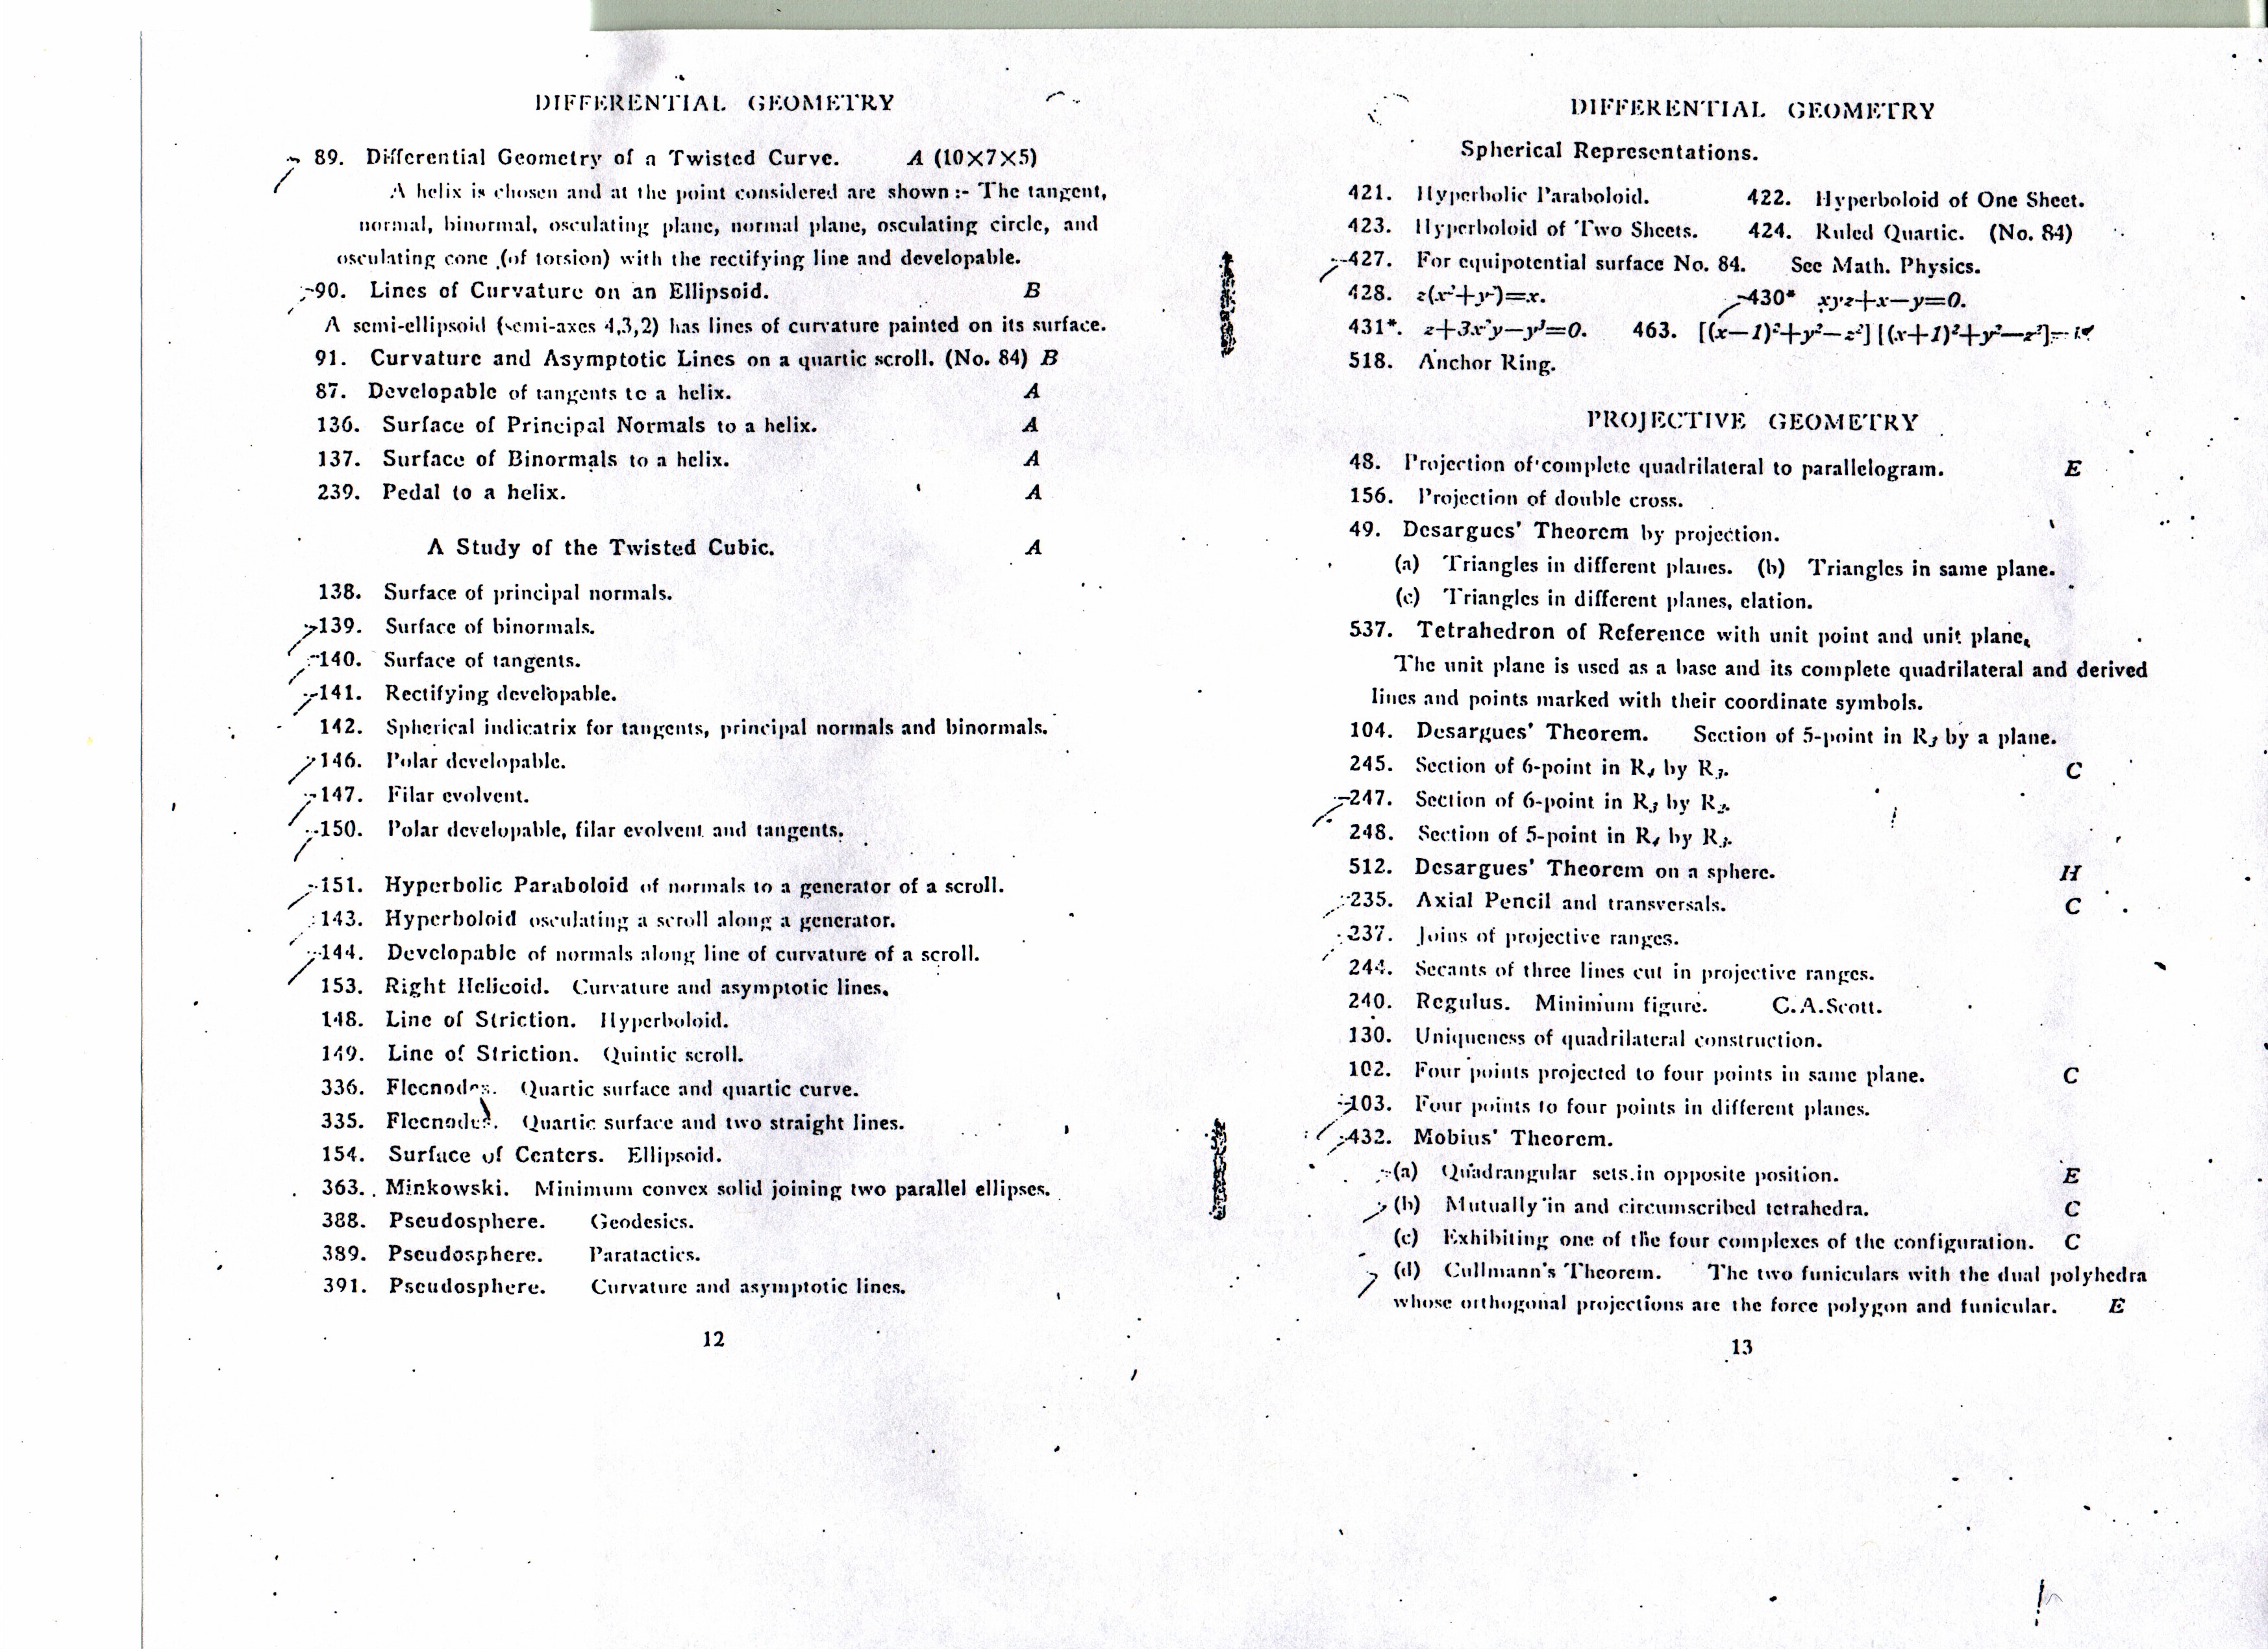 DIFFERENTIAL GEOMETRY
89. Differential Geometry of a Twisted Curve. A (10×7×5)
A helix is chosen and at the point considered are shown :- The tangent,
normal, binormal, osculating plane, normal plane, osculating circle, and
osculating cone (of torsion) with the rectifying line and developable.
90. Lines of Curvature on an Ellipsoid. B
A semi-ellipsoid (semi-axes 4,3,2) has lines of curvature painted on its surface.
91. Curvature and Asymptotic Lines on a quartic scroll. (No. 84) B
87. Developable of tangents to a helix. A
136. Surface of Principal Normals to a helix. A
137. Surface of Binormals to a helix. A
239. Pedal to a helix. A
A Study of the Twisted Cubic. A
138. Surface of principal normals.
139. Surface of binormals.
140. Surface of tangents.
141. Rectifying developable.
142. Spherical indicatrix for tangents, principal normals and binormals.
146. Polar developable.
147. Filar evolvent.
150. Polar developable, filar evolvent and tangents.
151. Hyperbolic Paraboloid of normals to a generator of a scroll.
143. Hyperboloid osculating a scroll along a generator.
144. Developable of normals along line of curvature of a scroll.
153. Right Helicoid. Curvature and asymptotic lines.
148. Line of Striction. Hyperboloid.
149. Line of Striction. Quintic scroll.
336. Flecnodes. Quartic surface and quartic curve.
335. Flecnodes. Quartic surface and two straight lines.
154. Surface of Centers. Ellipsoid.
363. Minkowski. Minimum convex solid joining two parallel ellipses.
388. Pseudosphere. Geodesics.
389. Pseudosphere. Paratactics.
391. Pseudosphere. Curvature and asymptotic lines.
12
DIFFERENTIAL GEOMETRY
Spherical Representations.
421. Hyperbolic Paraboloid. 422. Hyperboloid of One Sheet.
423. Hyperboloid of Two Sheets. 424. Ruled Quartic. (No. 84)
427. For equipotential surface No. 84. See Math. Physics.
428. z(x²+y²)=x. 430* xyz+x−y=0.
431*. z+3x²y−y³=0. 463. [(x−1)²+y²−z²] [(x+1)²+y²−z²]=
518. Anchor Ring.
PROJECTIVE GEOMETRY
48. Projection of complete quadrilateral to parallelogram. E
156. Projection of double cross.
49. Desargues' Theorem by projection.
(a) Triangles in different planes. (b) Triangles in same plane.
(c) Triangles in different planes, elation.
537. Tetrahedron of Reference with unit point and unit plane.
The unit plane is used as a base and its complete quadrilateral and derived
lines and points marked with their coordinate symbols.
104. Desargues' Theorem. Section of 5-point in R₃ by a plane.
245. Section of 6-point in R₄ by R₃. C
247. Section of 6-point in R₃ by R₂.
248. Section of 5-point in R₄ by R₃.
512. Desargues' Theorem on a sphere. H
235. Axial Pencil and transversals. C
237. Joins of projective ranges.
244. Secants of three lines cut in projective ranges.
240. Regulus. Minimum figure. C.A.Scott.
130. Uniqueness of quadrilateral construction.
102. Four points projected to four points in same plane. C
103. Four points to four points in different planes.
432. Mobius' Theorem.
(a) Quadrangular sets in opposite position. E
(b) Mutually in and circumscribed tetrahedra. C
(c) Exhibiting one of the four complexes of the configuration. C
(d) Cullmann's Theorem. The two funiculars with the dual polyhedra
whose orthogonal projections are the force polygon and funicular. E
13